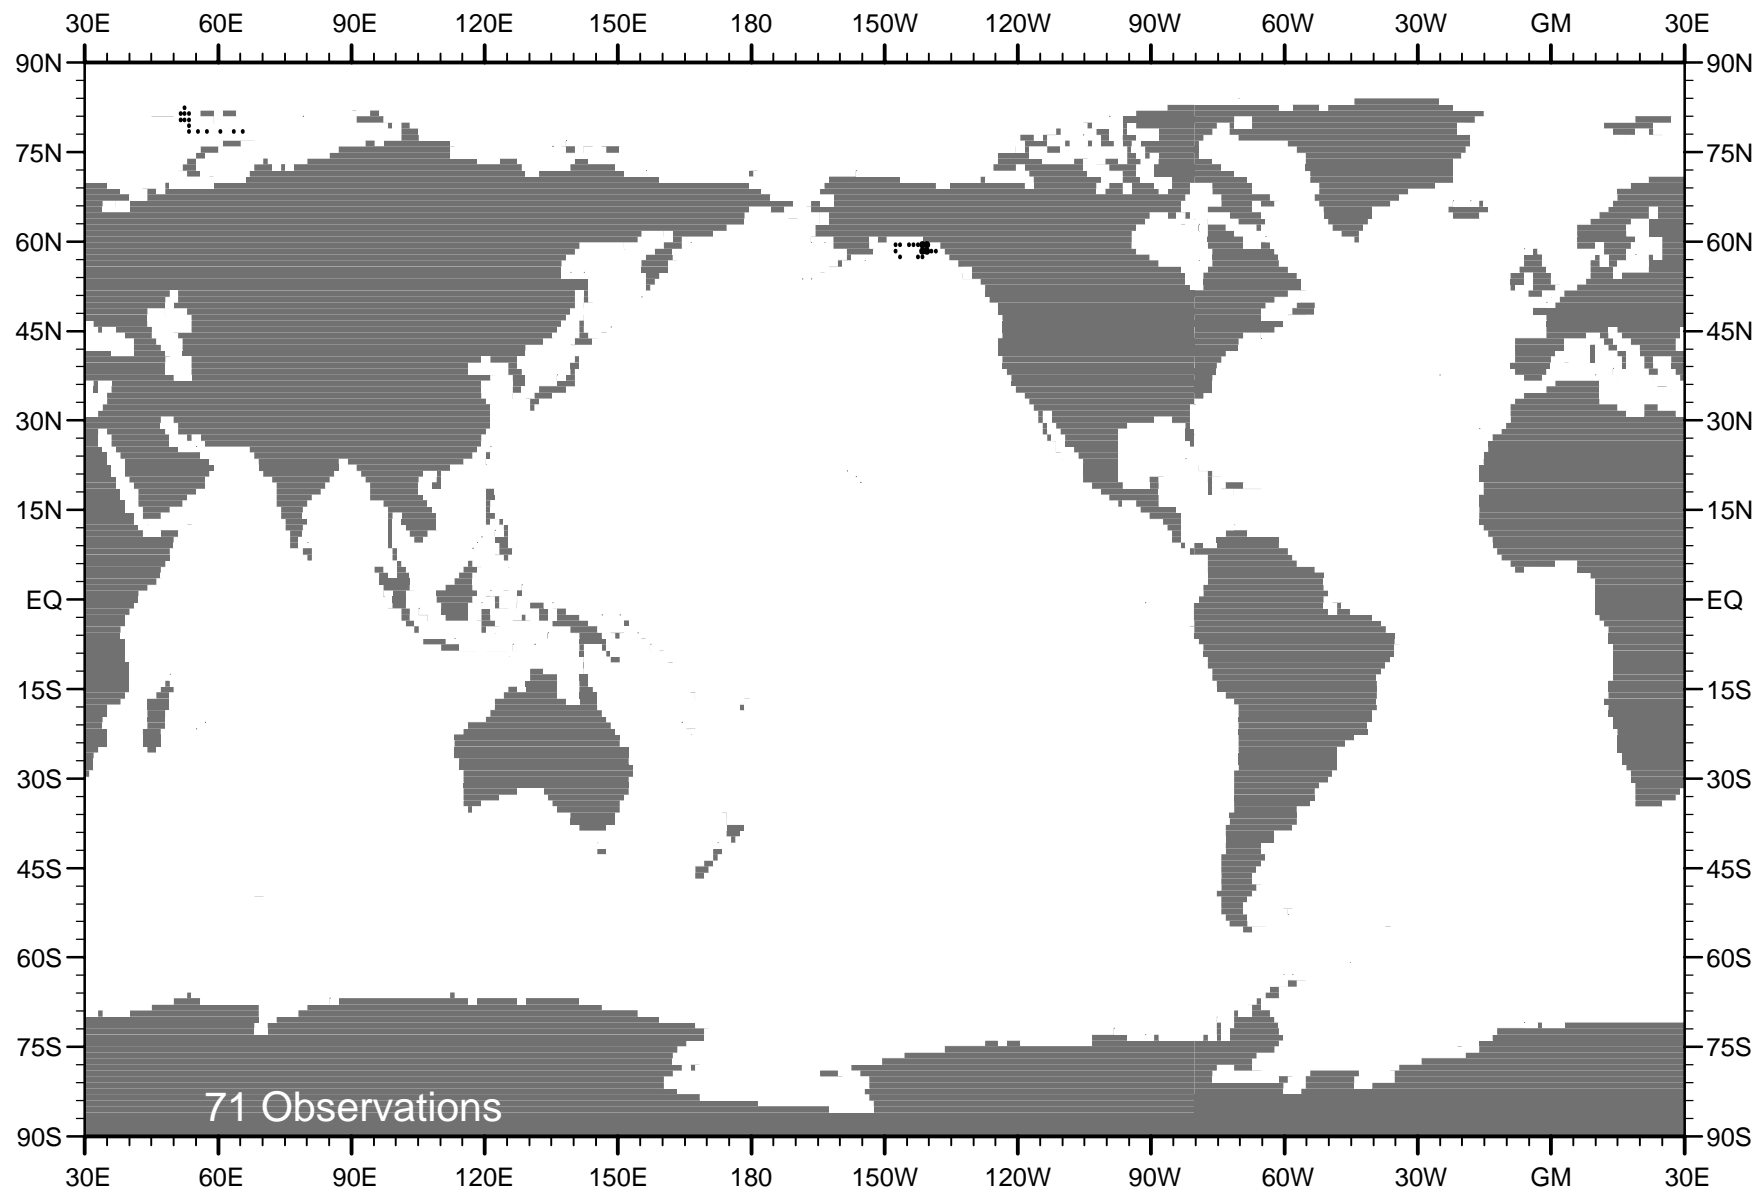 30E 60E 90E 120E 150E 180 150W 120W 90W 60W 30W GM 30E
90N 90N
75N 75N
60N 60N
45N 45N
30N 30N
15N 15N
EQ EQ
15S 15S
30S 30S
45S 45S
60S 60S
75S 75S
71 Observations
90S 90S
30E 60E 90E 120E 150E 180 150W 120W 90W 60W 30W GM 30E